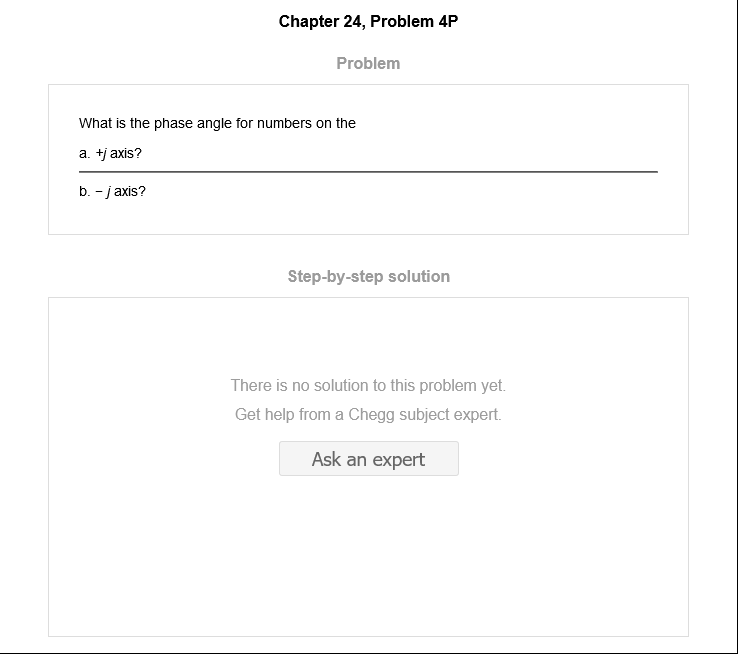 Chapter 24, Problem 4P
Problem
What is the phase angle for numbers on the
a. +j axis?
b. − j axis?
Step-by-step solution
There is no solution to this problem yet.
Get help from a Chegg subject expert.
Ask an expert